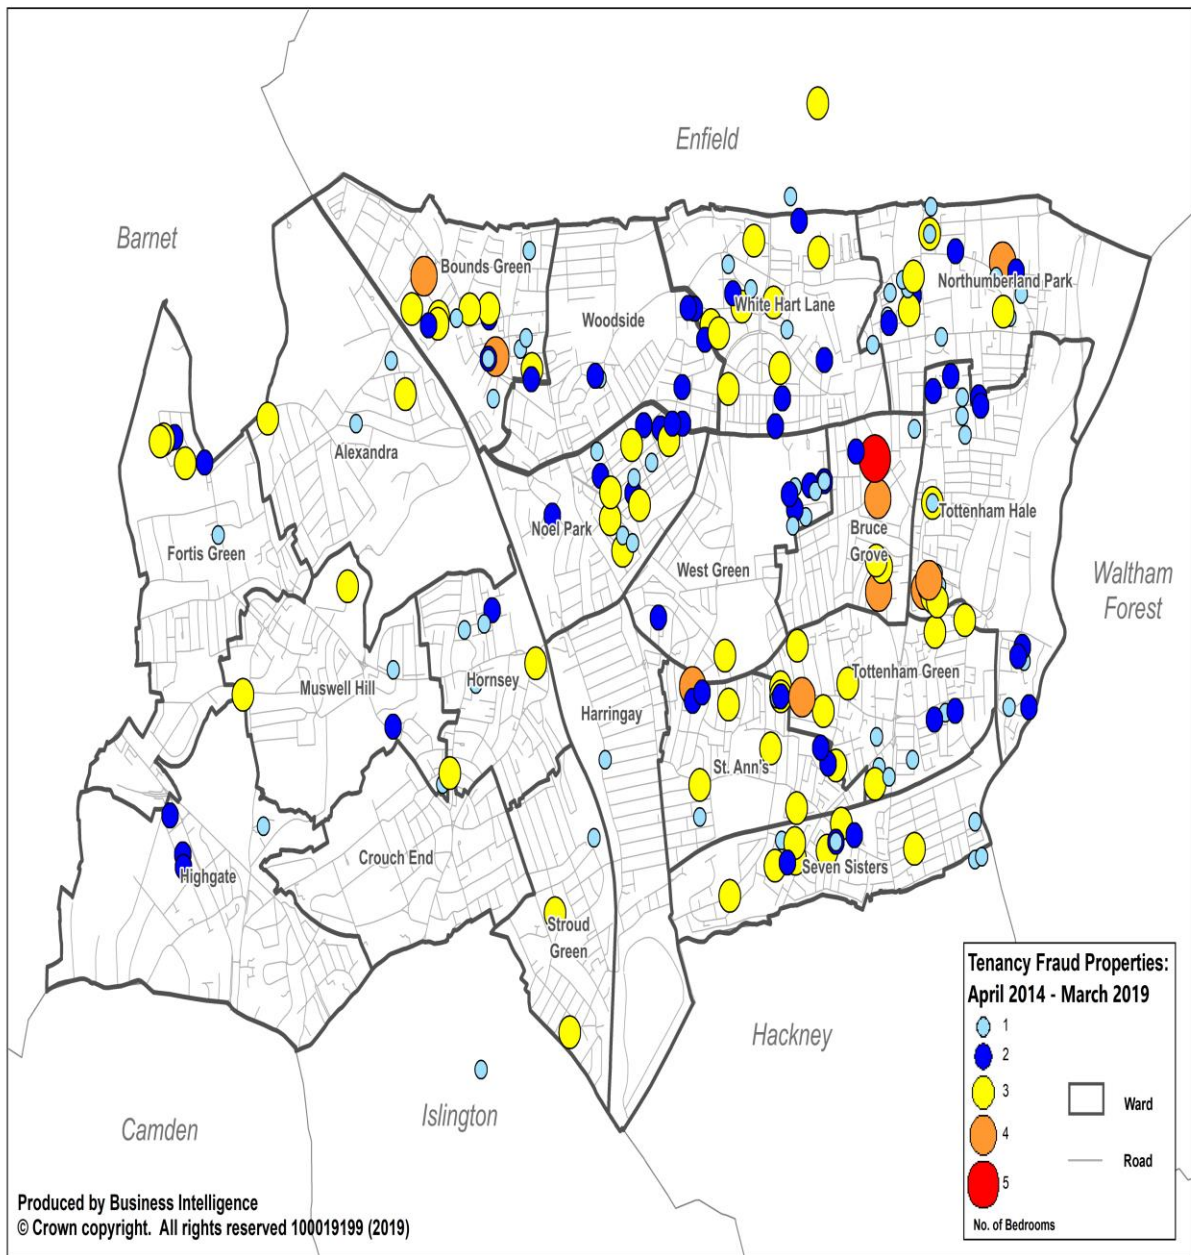 Enfield
Barnet
Bounds Green
Northumberland Park
White Hart Lane
Woodside
Alexandra
Tottenham Hale
Noel Park
Bruce
Grove
Fortis Green
West Green
Waltham
Forest
Muswell Hill
Hornsey
Tottenham Green
Harringay
St. Ann's
Crouch End
Seven Sisters
Highgate
Stroud
Green
Hackney
Islington
Camden
Tenancy Fraud Properties:
April 2014 - March 2019
1
2
3
4
5
Ward
Road
No. of Bedrooms
Produced by Business Intelligence
© Crown copyright. All rights reserved 100019199 (2019)